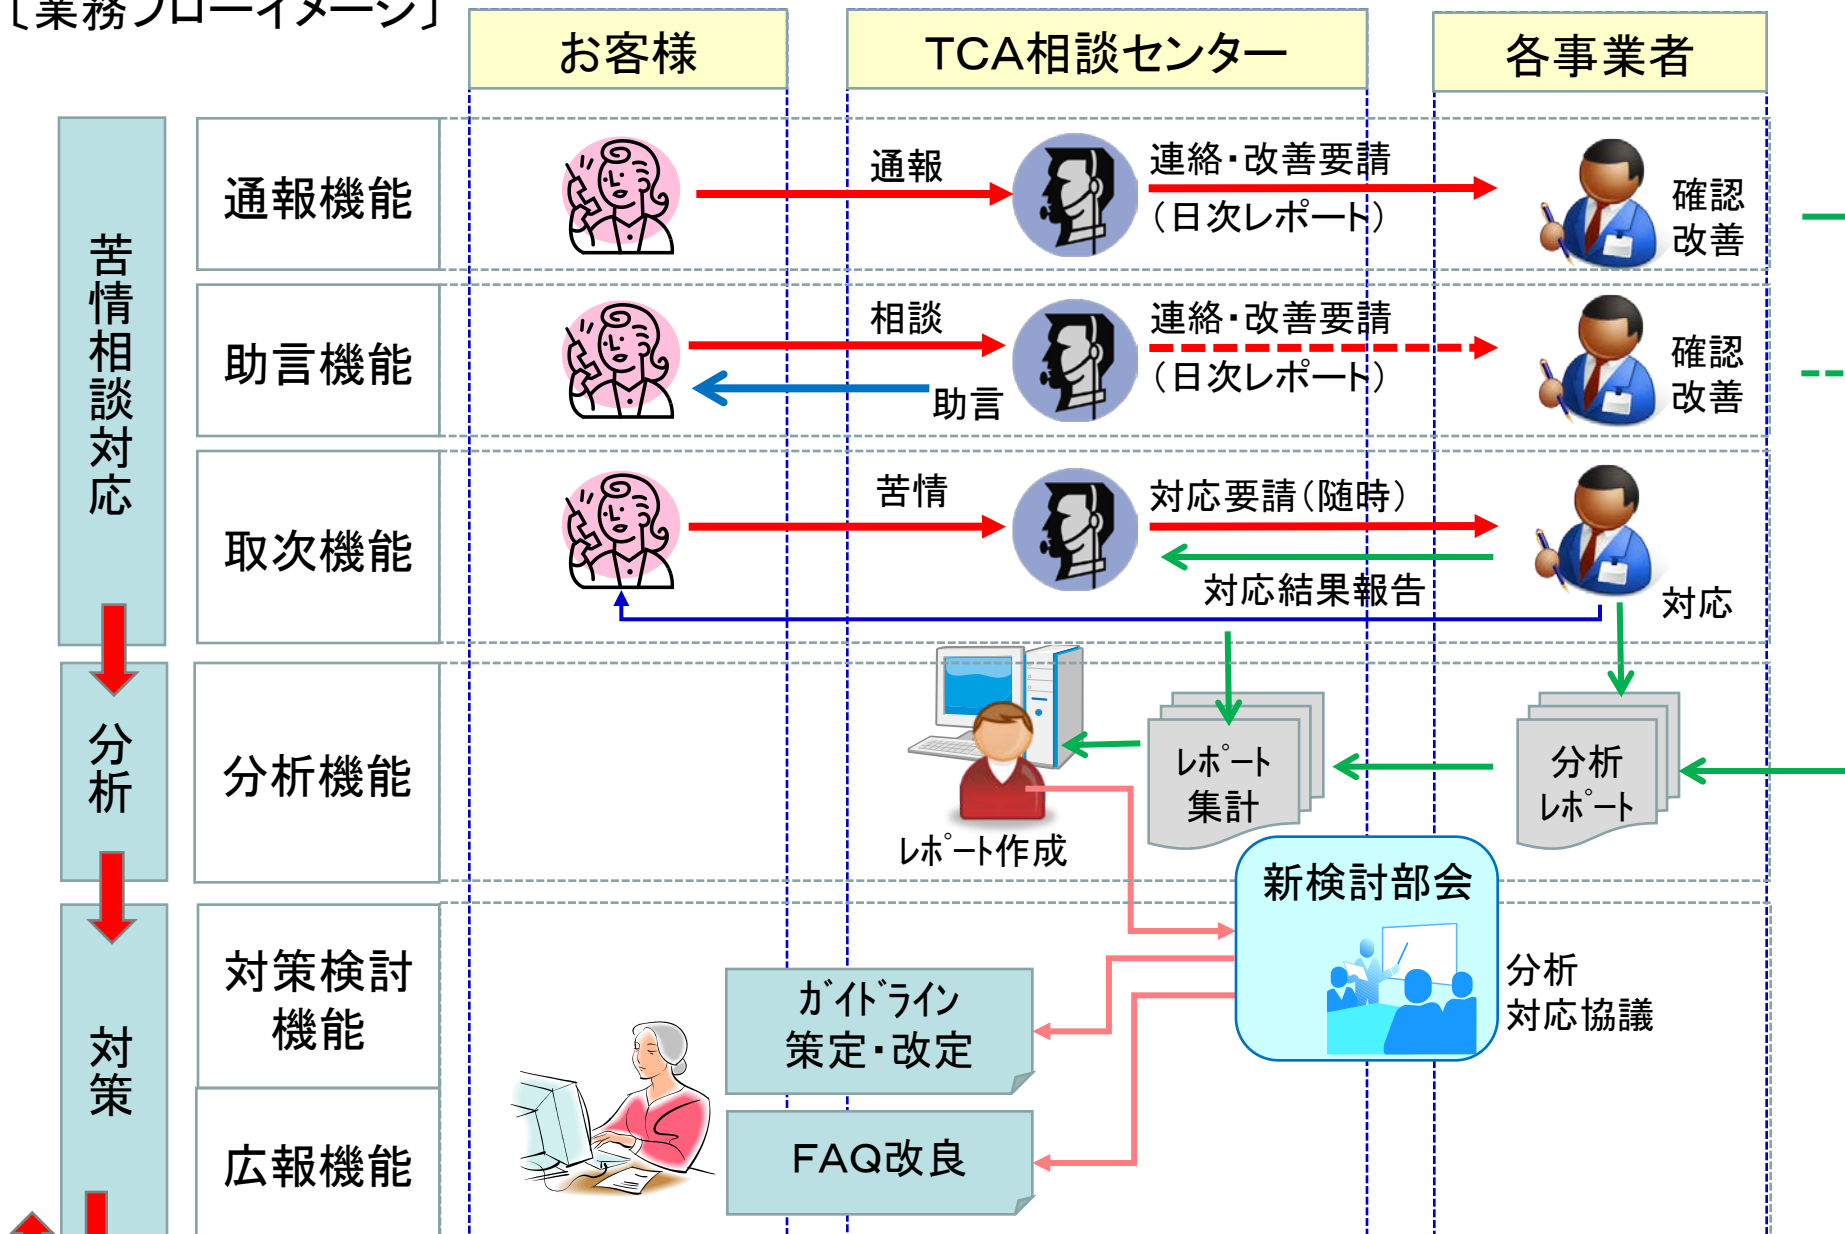 ［業務フローイメージ］
お客様
TCA相談センター
各事業者
苦情相談対応
通報機能
通報
連絡・改善要請
（日次レポート）
確認
改善
助言機能
相談
助言
連絡・改善要請
（日次レポート）
確認
改善
取次機能
苦情
対応要請（随時）
対応結果報告
対応
分析
分析機能
レポート作成
レポート
集計
分析
レポート
対策
対策検討
機能
新検討部会
分析
対応協議
ガイドライン
策定・改定
広報機能
FAQ改良